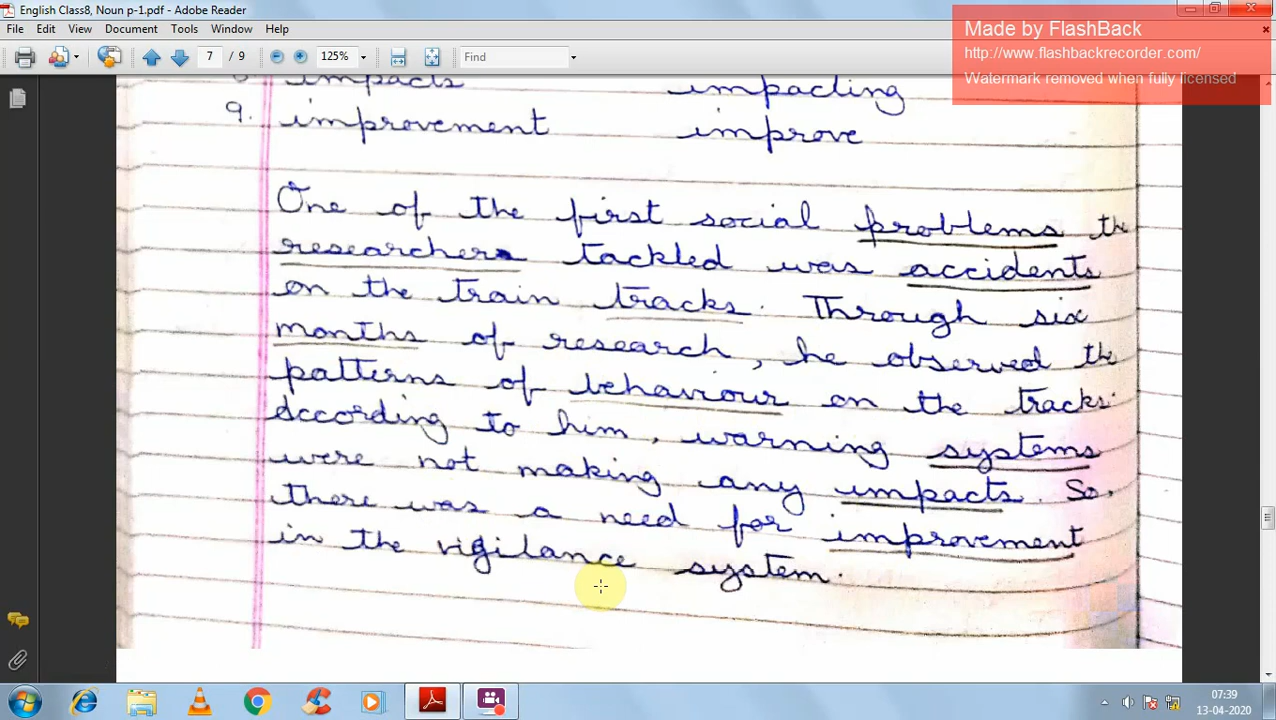 English Class8, Noun p-1.pdf - Adobe Reader
File Edit View Document Tools Window Help
7 / 9 125% Find
Made by FlashBack
http://www.flashbackrecorder.com/
Watermark removed when fully licensed
impacts impacting
9. improvement improve
One of the first social problems the
researchers tackled was accidents
on the train tracks. Through six
months of research, he observed the
patterns of behaviour on the tracks.
According to him, warning systems
were not making any impacts. So,
there was a need for improvement
in the vigilance system.
07:39
13-04-2020